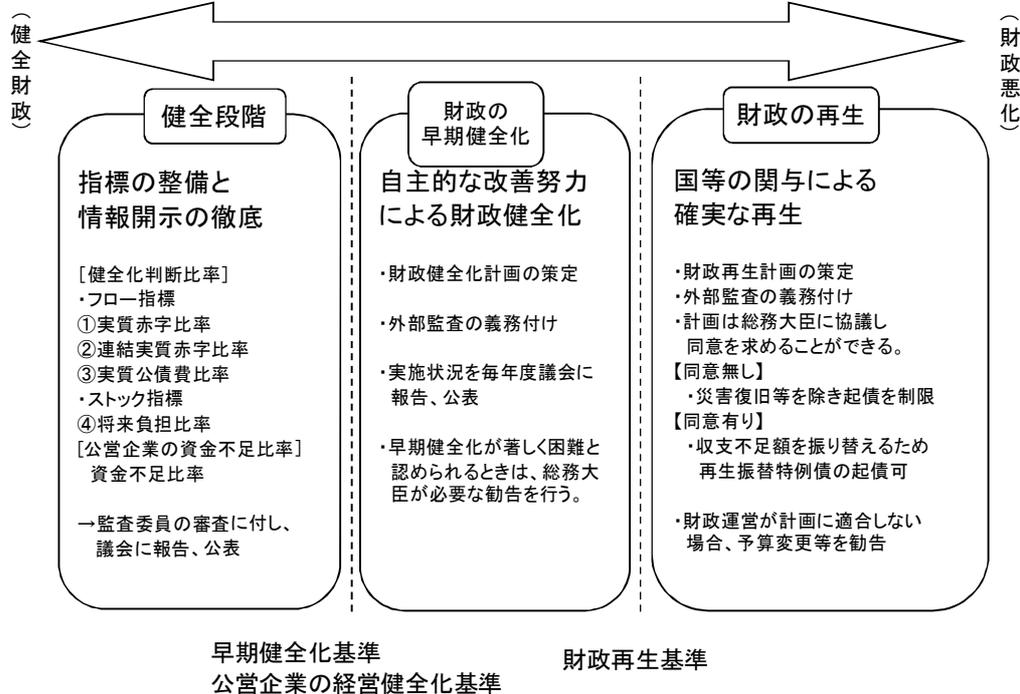 （健全財政）
（財政悪化）
健全段階
指標の整備と
情報開示の徹底
［健全化判断比率］
・フロー指標
①実質赤字比率
②連結実質赤字比率
③実質公債費比率
・ストック指標
④将来負担比率
［公営企業の資金不足比率］
資金不足比率
→監査委員の審査に付し、
議会に報告、公表
財政の
早期健全化
自主的な改善努力
による財政健全化
・財政健全化計画の策定
・外部監査の義務付け
・実施状況を毎年度議会に
報告、公表
・早期健全化が著しく困難と
認められるときは、総務大
臣が必要な勧告を行う。
財政の再生
国等の関与による
確実な再生
・財政再生計画の策定
・外部監査の義務付け
・計画は総務大臣に協議し
同意を求めることができる。
【同意無し】
・災害復旧等を除き起債を制限
【同意有り】
・収支不足額を振り替えるため
再生振替特例債の起債可
・財政運営が計画に適合しない
場合、予算変更等を勧告
早期健全化基準
公営企業の経営健全化基準
財政再生基準